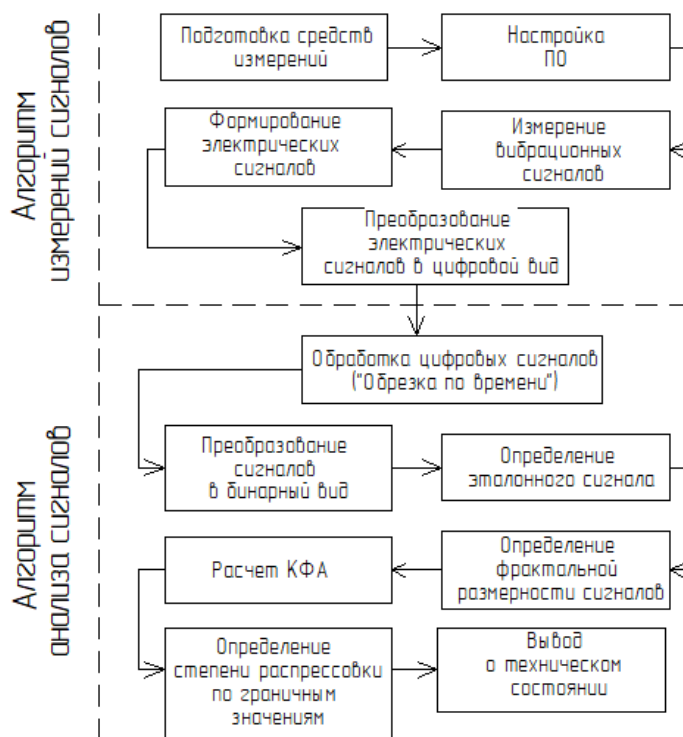 Алгоритм
измерений сигналов
Подготовка средств
измерений
Настройка
ПО
Измерение
вибрационных
сигналов
Формирование
электрических
сигналов
Преобразование
электрических
сигналов в цифровой вид
Алгоритм
анализа сигналов
Обработка цифровых сигналов
("Обрезка по времени")
Преобразование
сигналов
в бинарный вид
Определение
эталонного сигнала
Определение
фрактальной
размерности сигналов
Расчет КФА
Определение
степени распрессовки
по граничным
значениям
Вывод
о техническом
состоянии